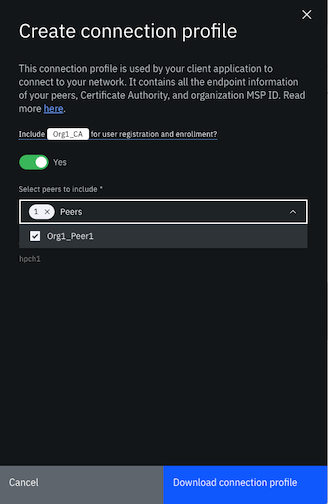 Create connection profile
This connection profile is used by your client application to
connect to your network. It contains all the endpoint information
of your peers, Certificate Authority, and organization MSP ID. Read
more here.
Include Org1_CA for user registration and enrollment?
Yes
Select peers to include *
1 × Peers
Org1_Peer1
hpch1
Cancel
Download connection profile